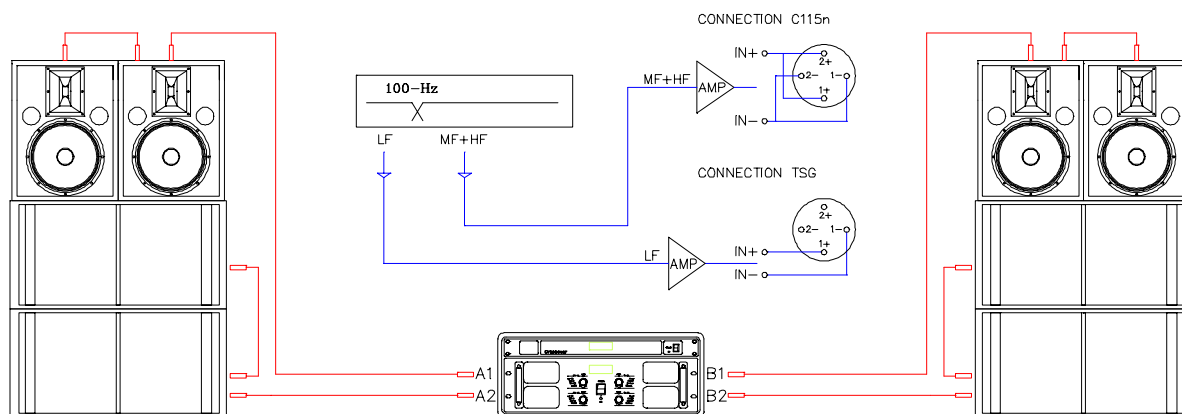 CONNECTION C115n
IN+
2+
2-
1-
1+
IN-
MF+HF
AMP
100-Hz
LF
MF+HF
CONNECTION TSG
2+
2-
1-
1+
IN+
IN-
LF
AMP
A1
A2
B1
B2